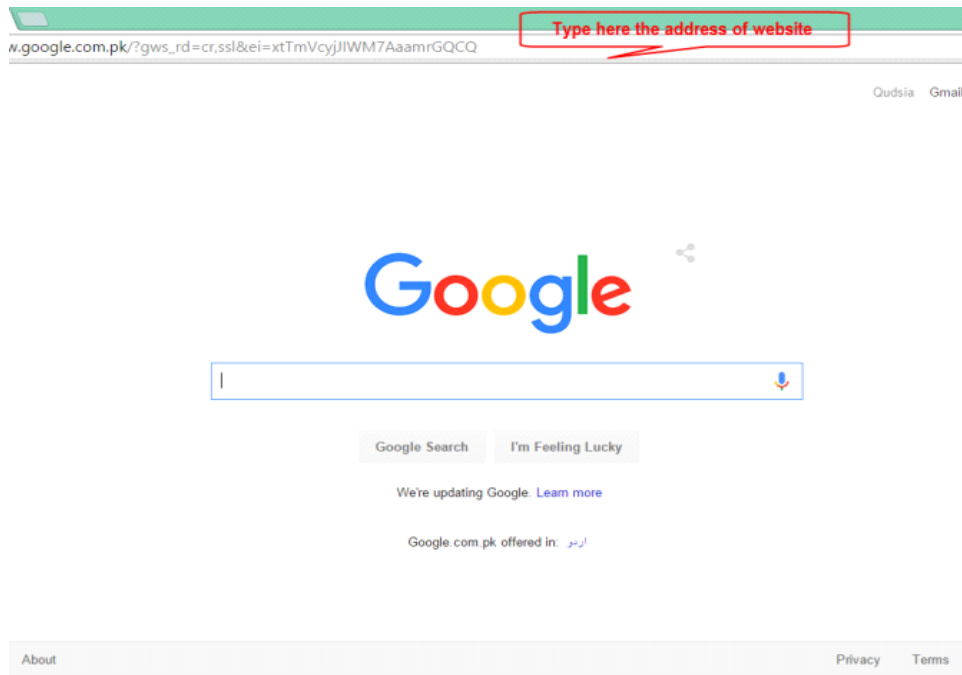 Type here the address of website
w.google.com.pk/?gws_rd=cr,ssl&ei=xtTmVcyjJIWM7AaamrGQCQ
Qudsia Gmail
Google
Google Search I'm Feeling Lucky
We're updating Google. Learn more
Google.com.pk offered in: اردو
About Privacy Terms